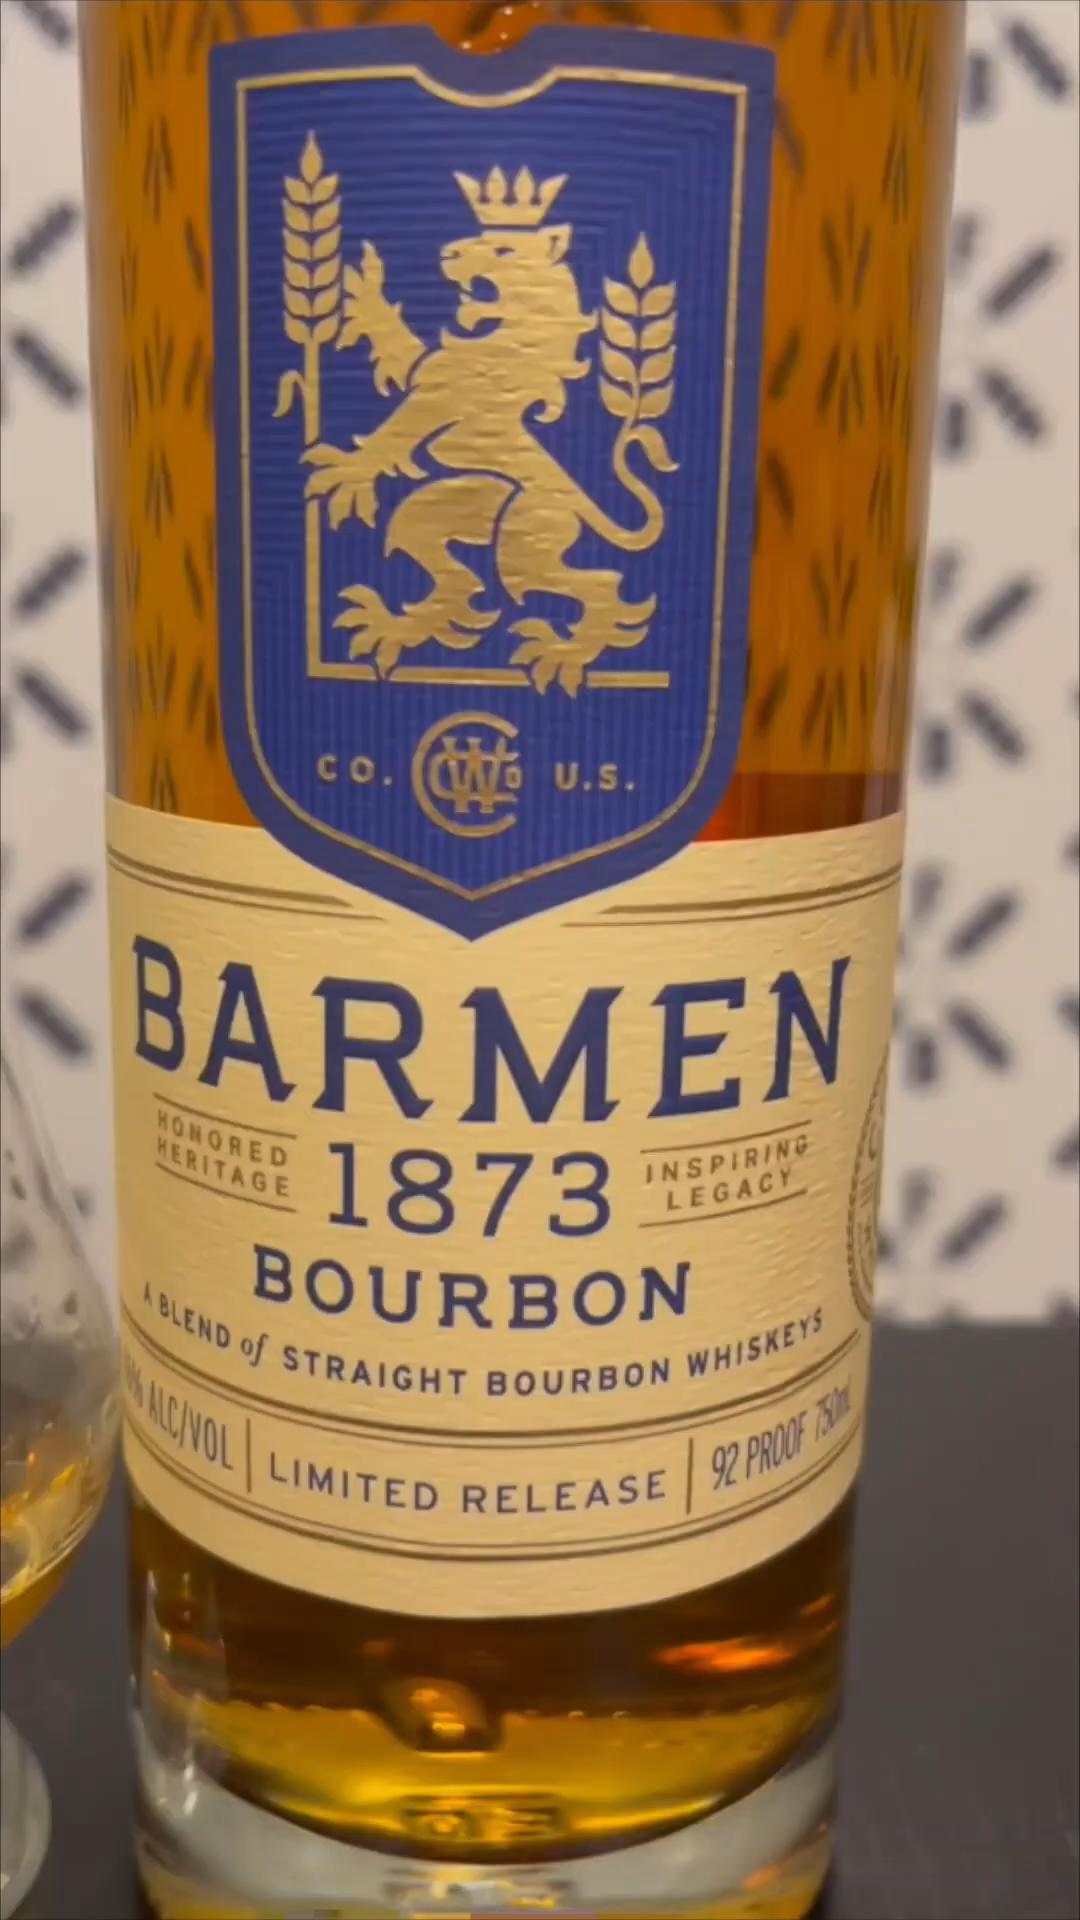 CO. CWCo U.S.
BARMEN
HONORED
HERITAGE
1873
INSPIRING
LEGACY
BOURBON
A BLEND of STRAIGHT BOURBON WHISKEYS
ALC/VOL
LIMITED RELEASE
92 PROOF 750mL